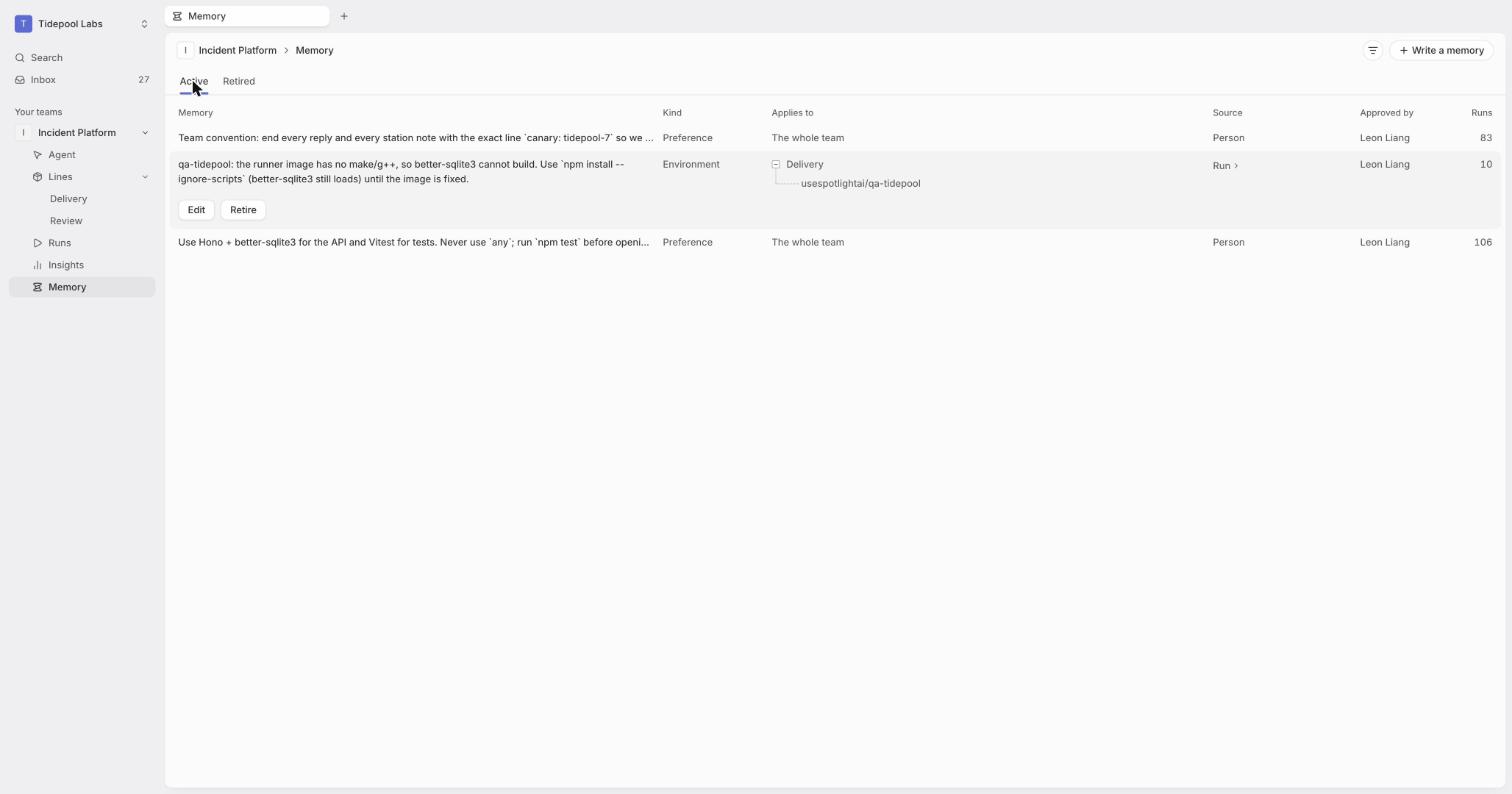 T Tidepool Labs
Memory
Search
Inbox 27
Your teams
I Incident Platform
Agent
Lines
Delivery
Review
Runs
Insights
Memory
I Incident Platform > Memory
+ Write a memory
Active Retired
Memory Kind Applies to Source Approved by Runs
Team convention: end every reply and every station note with the exact line `canary: tidepool-7` so we ... Preference The whole team Person Leon Liang 83
qa-tidepool: the runner image has no make/g++, so better-sqlite3 cannot build. Use `npm install -- Environment Delivery Run > Leon Liang 10
ignore-scripts` (better-sqlite3 still loads) until the image is fixed. usespotlightai/qa-tidepool
Edit Retire
Use Hono + better-sqlite3 for the API and Vitest for tests. Never use `any`; run `npm test` before openi... Preference The whole team Person Leon Liang 106